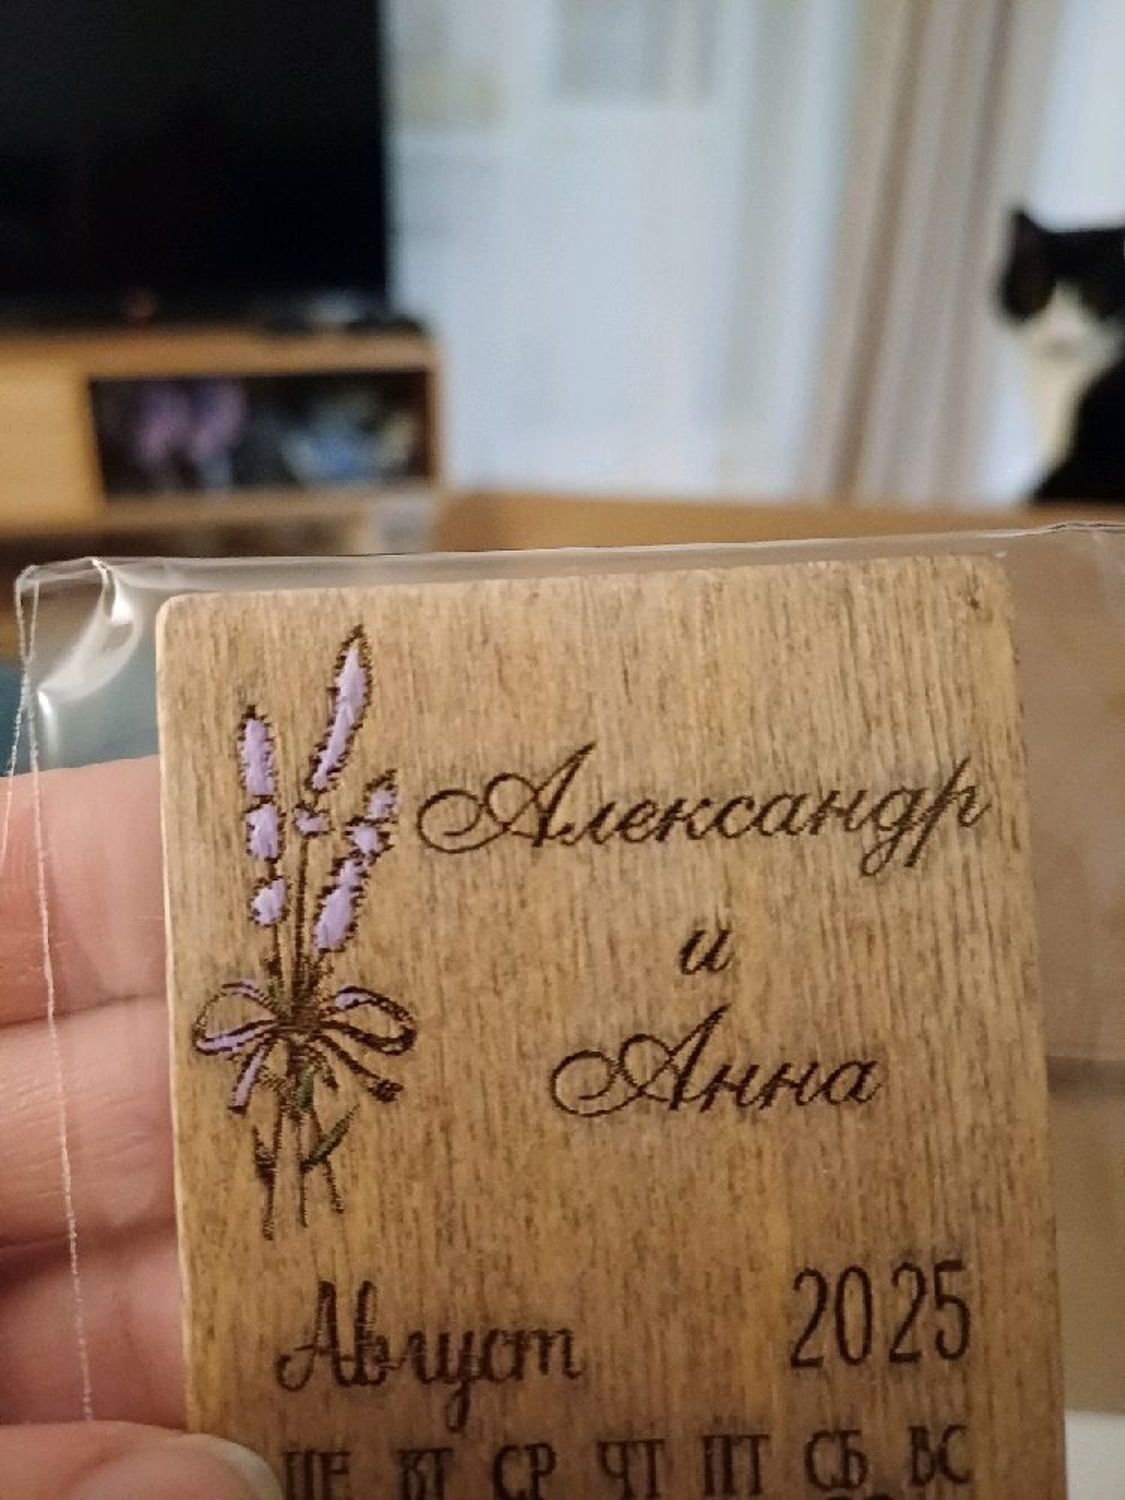 Александр
и
Анна
Август 2025
ПН ВТ СР ЧТ ПТ СБ ВС